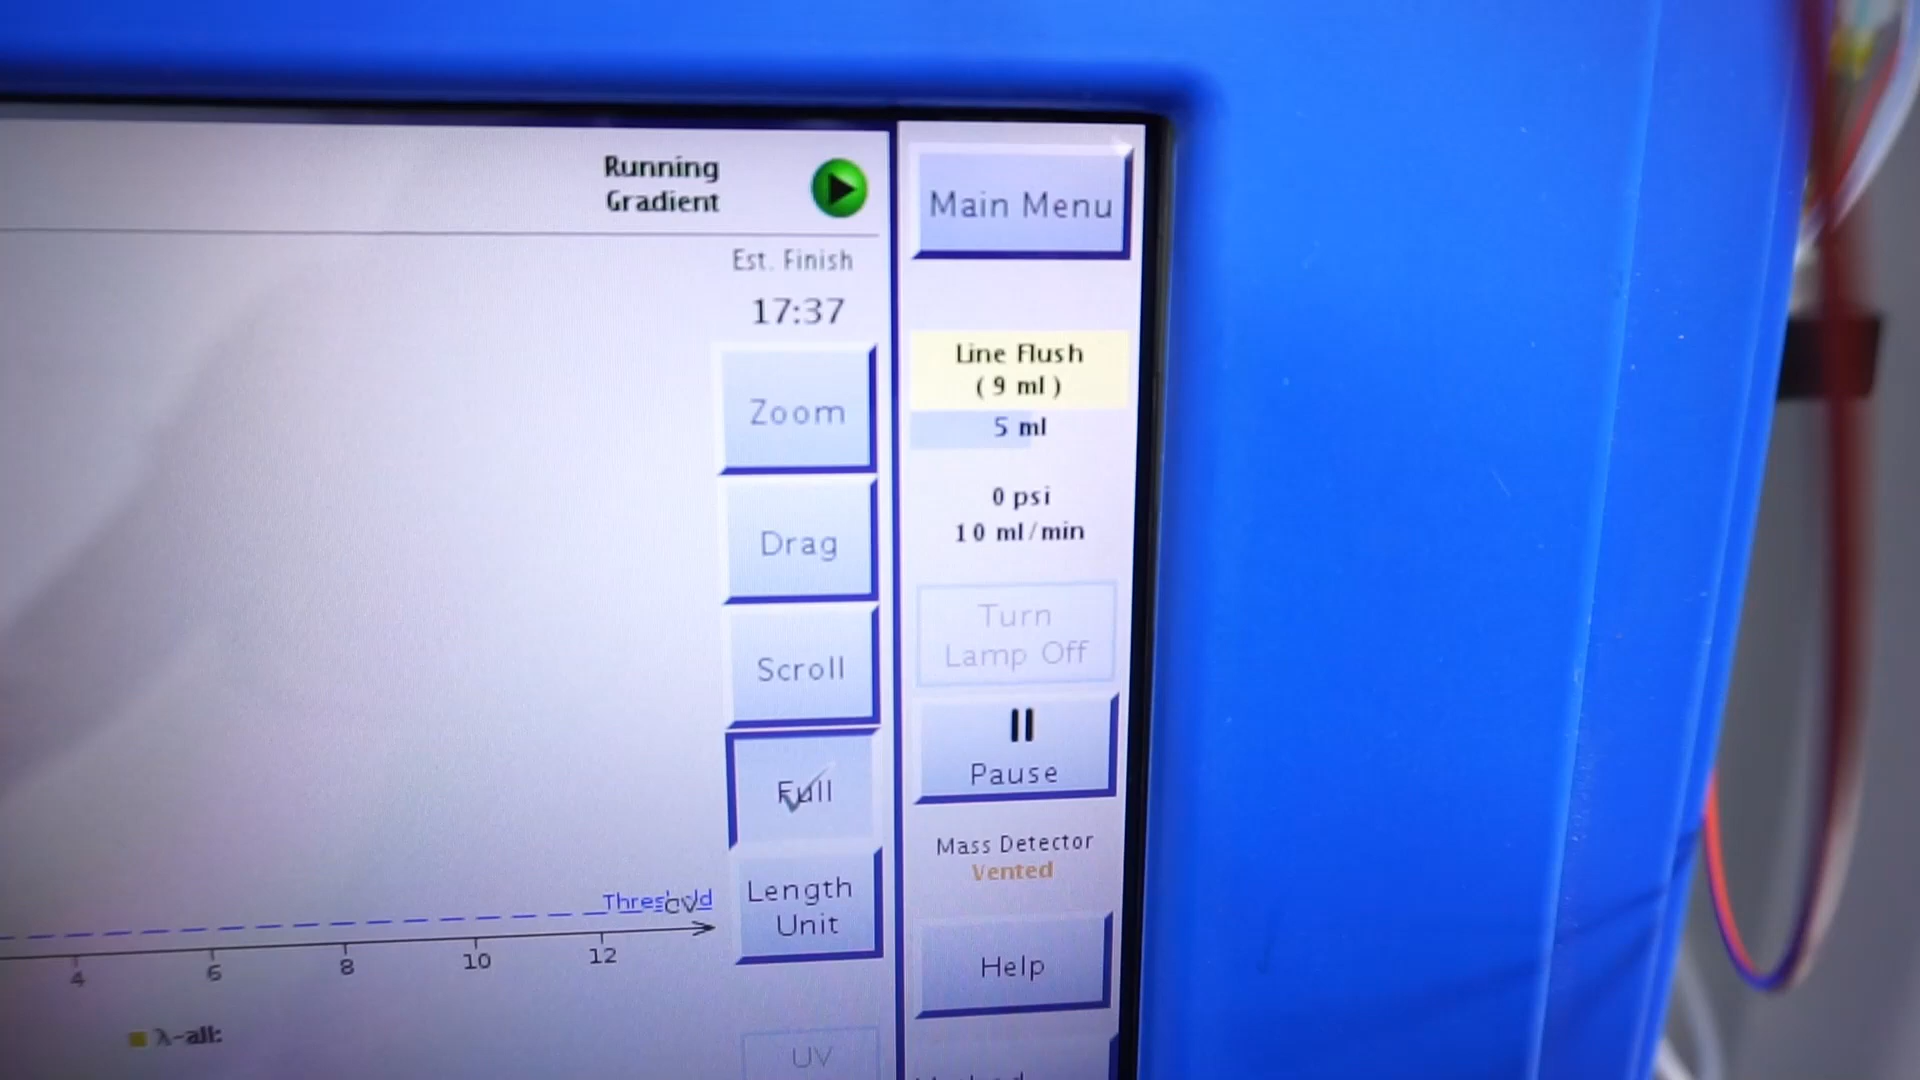 Running
Gradient
Est. Finish
17:37
Zoom
Drag
Scroll
Full
Length
Unit
Threshold
4
6
8
10
12
λ-all:
UV
Main Menu
Line Flush
( 9 ml )
5 ml
0 psi
10 ml/min
Turn
Lamp Off
Pause
Mass Detector
Vented
Help